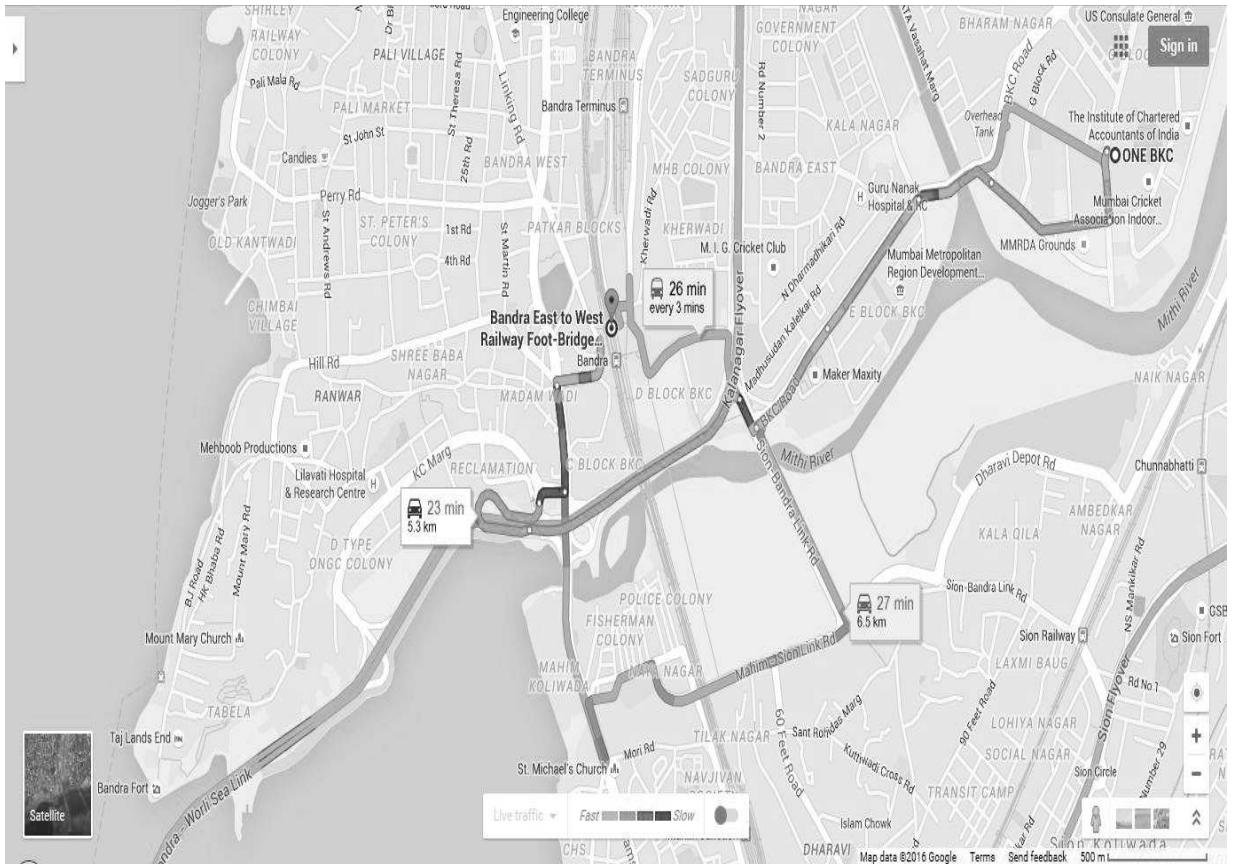 SHIRLEY
RAILWAY
COLONY
PALI VILLAGE
Pali Mala Rd
PALI MARKET
St John St
St Theresa Rd
25th Rd
Linking Rd
Engineering College
BANDRA
TERMINUS
Bandra Terminus
SADGURU
COLONY
Rd Number 2
NAGAR
GOVERNMENT
COLONY
BHARAM NAGAR
US Consulate General
Sign in
BKC Road
G Block Rd
Overhead
Tank
The Institute of Chartered
Accountants of India
ONE BKC
KALA NAGAR
Candies
BANDRA WEST
MHB COLONY
BANDRA EAST
Guru Nanak
Hospital & RC
Mumbai Cricket
Association Indoor...
MMRDA Grounds
Jogger's Park
Perry Rd
St Andrews Rd
ST. PETER'S
COLONY
1st Rd
4th Rd
St Martin Rd
PATKAR BLOCKS
Kherwadi Rd
KHERWADI
M. I. G. Cricket Club
N Dharmadhikari Rd
Mumbai Metropolitan
Region Development...
OLD KANTWADI
CHIMBAI
VILLAGE
26 min
every 3 mins
Bandra East to West
Railway Foot-Bridge...
Bandra
Kalanagar Flyover
Madhusudan Kalelkar Rd
E BLOCK BKC
Mithi River
Hill Rd
SHREE BABA
NAGAR
RANWAR
MADAM WADI
D BLOCK BKC
BKC Road
Maker Maxity
NAIK NAGAR
Mehboob Productions
KC Marg
RECLAMATION
C BLOCK BKC
Mithi River
Sion-Bandra Link Rd
Dharavi Depot Rd
Chunnabhatti
Lilavati Hospital
& Research Centre
23 min
5.3 km
KALA QILA
AMBEDKAR
NAGAR
BJ Road
HK Bhaba Rd
Mount Mary Rd
D TYPE
ONGC COLONY
POLICE COLONY
FISHERMAN
COLONY
27 min
6.5 km
Sion-Bandra Link Rd
NS Mankikar Rd
GSB
Mount Mary Church
Sion Railway
Sion Fort
MAHIM
KOLIWADA
NAYA NAGAR
Mahim - Sion Link Rd
LAXMI BAUG
Rd No 1
TABELA
Taj Lands End
60 Feet Road
Sant Rohidas Marg
90 Feet Road
LOHIYA NAGAR
Sion Flyover
TILAK NAGAR
Mori Rd
Kuttiwadi Cross Rd
SOCIAL NAGAR
St. Michael's Church
NAVJIVAN
Sion Circle
Number 29
Bandra Fort
Satellite
Worli Sea Link
TRANSIT CAMP
Live traffic
Fast
Slow
Islam Chowk
DHARAVI
CHS
Map data ©2016 Google Terms Send feedback 500 m